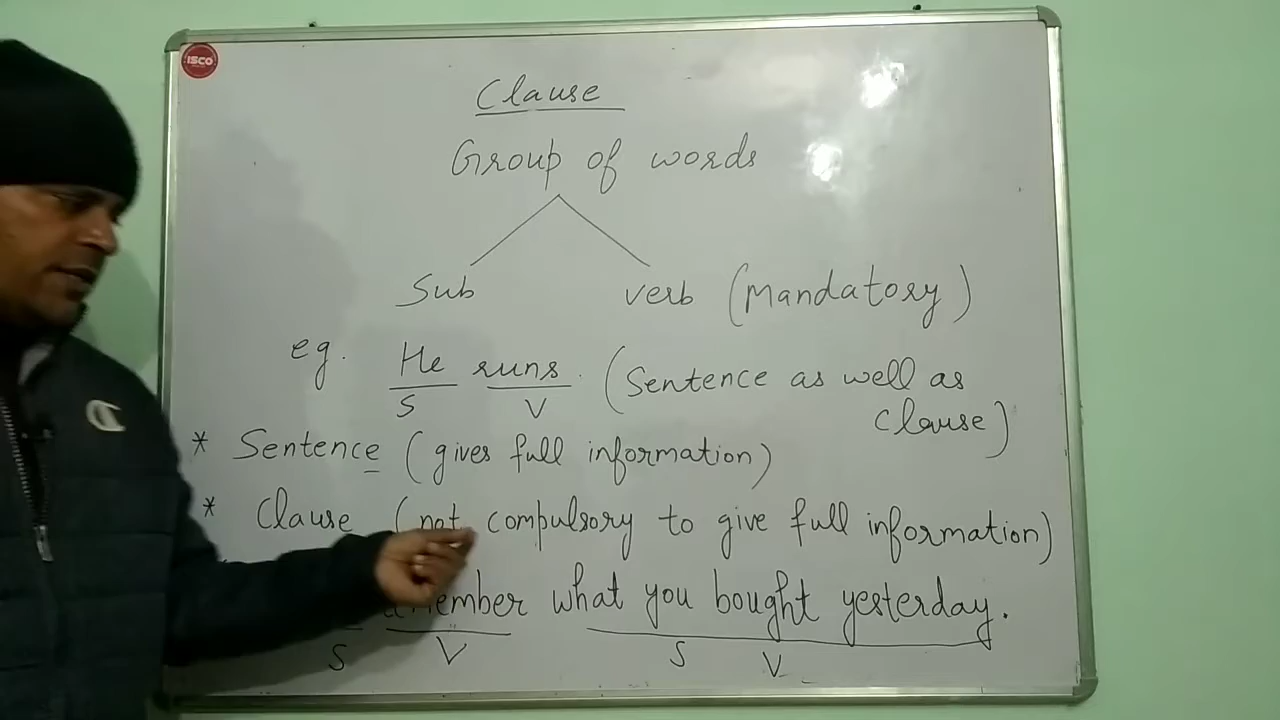 ISCO
Clause
Group of words
Sub verb (Mandatory)
eg. He runs. (Sentence as well as
S V clause)
* Sentence (gives full information)
* Clause (not compulsory to give full information)
what you bought yesterday.
S V S V